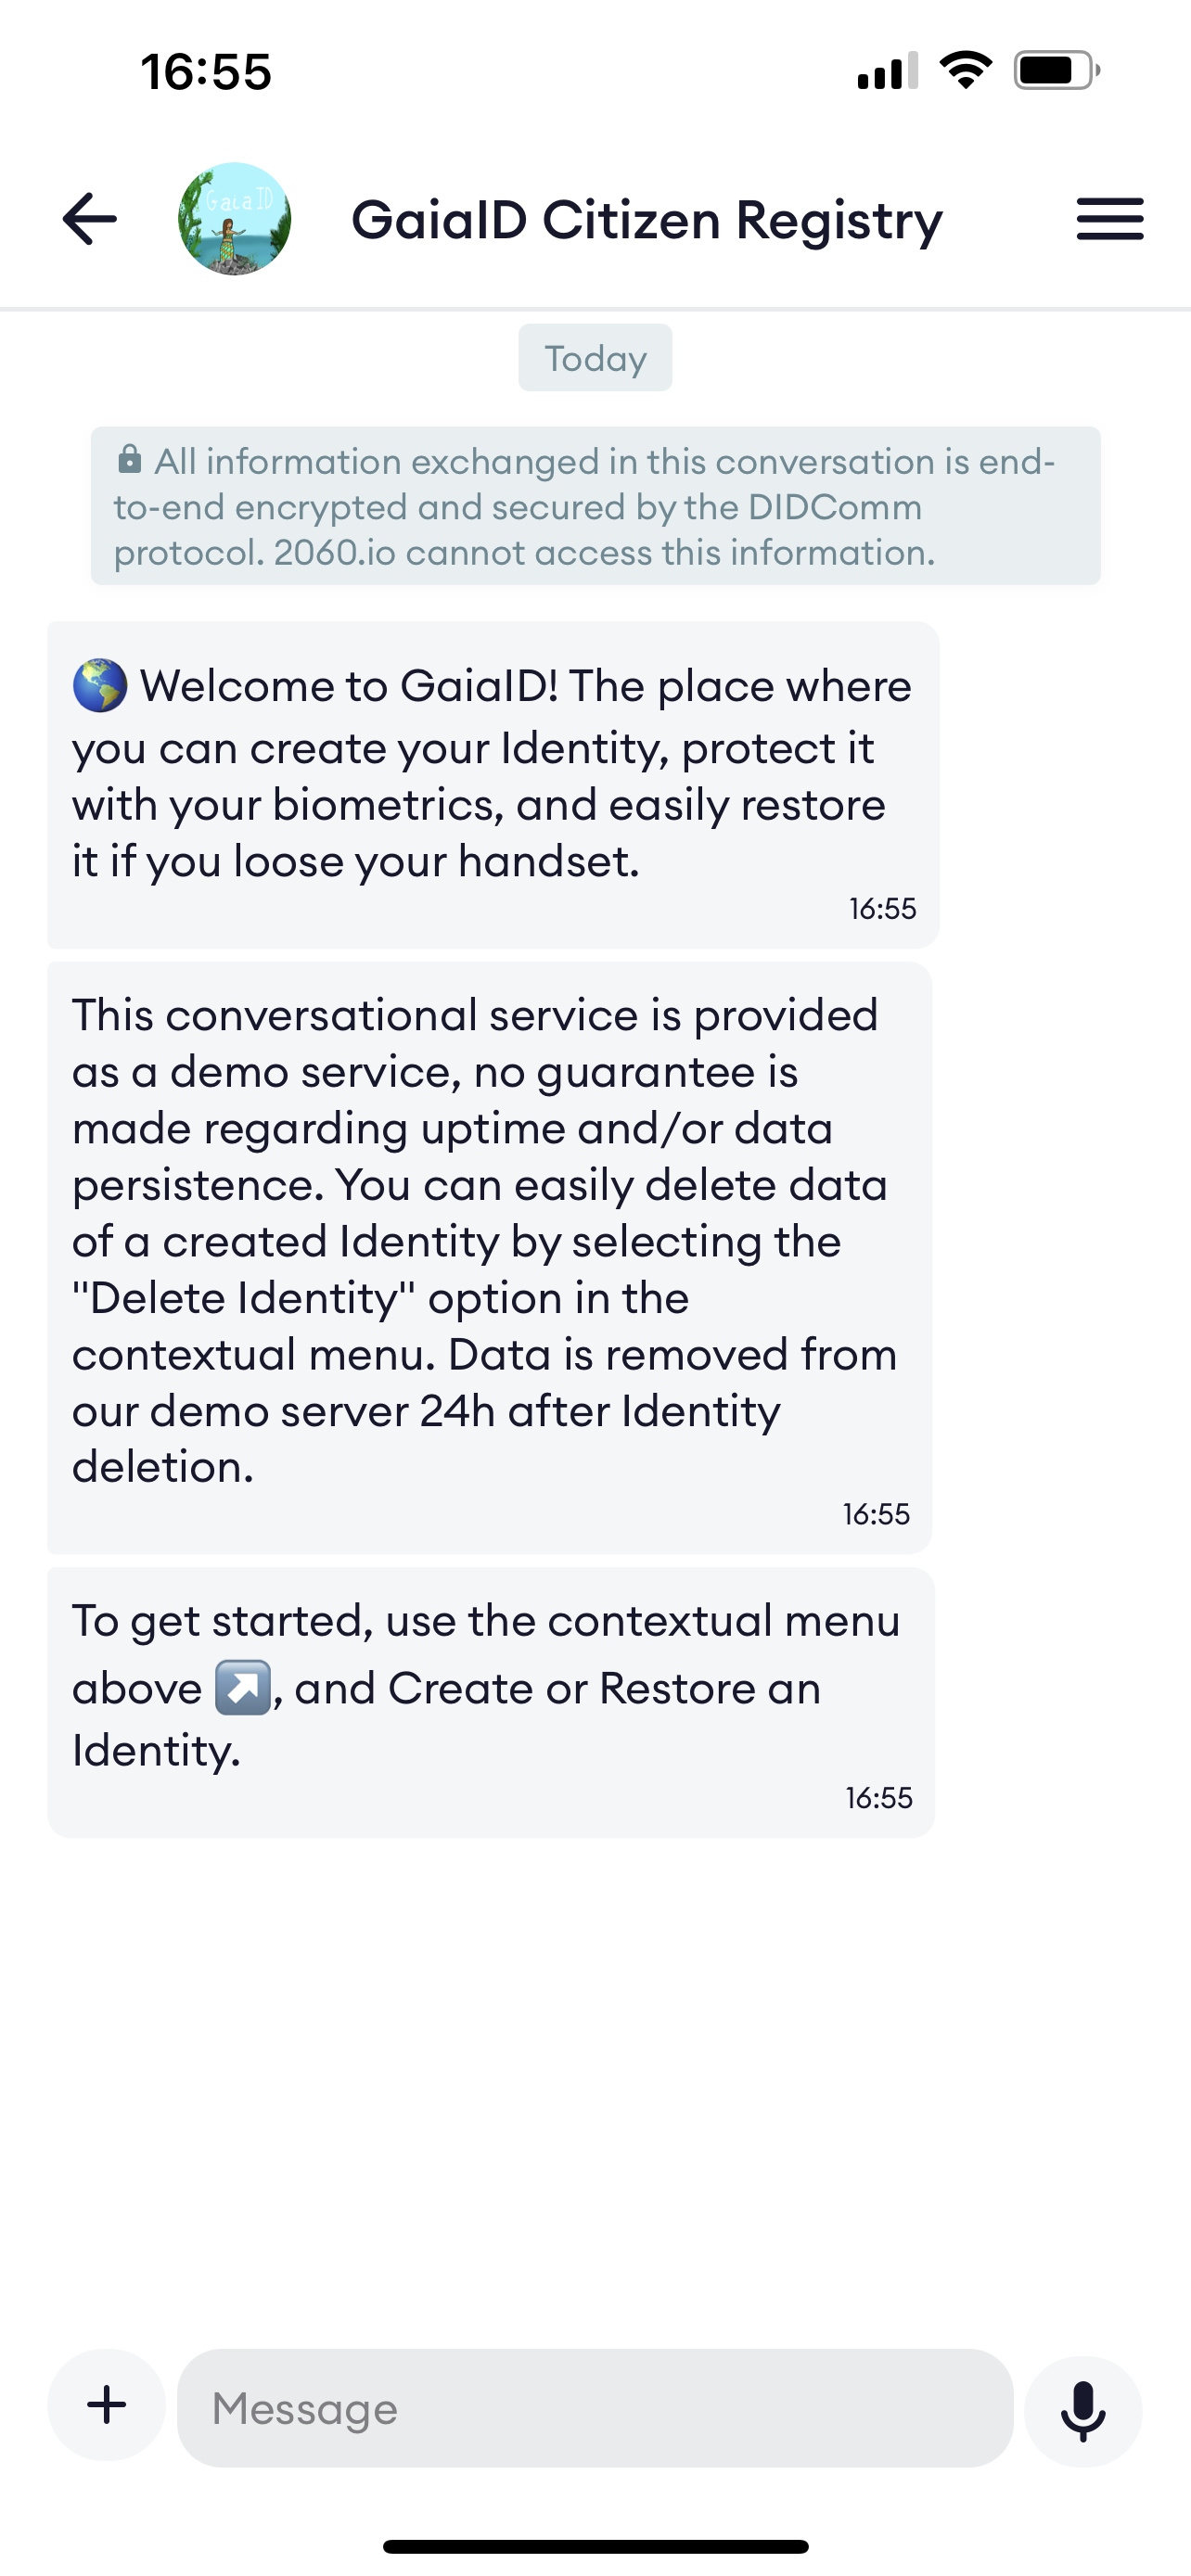 16:55
Gaia ID
GaiaID Citizen Registry
Today
All information exchanged in this conversation is end-
to-end encrypted and secured by the DIDComm
protocol. 2060.io cannot access this information.
🌎 Welcome to GaiaID! The place where
you can create your Identity, protect it
with your biometrics, and easily restore
it if you loose your handset.
16:55
This conversational service is provided
as a demo service, no guarantee is
made regarding uptime and/or data
persistence. You can easily delete data
of a created Identity by selecting the
"Delete Identity" option in the
contextual menu. Data is removed from
our demo server 24h after Identity
deletion.
16:55
To get started, use the contextual menu
above ↗️, and Create or Restore an
Identity.
16:55
Message